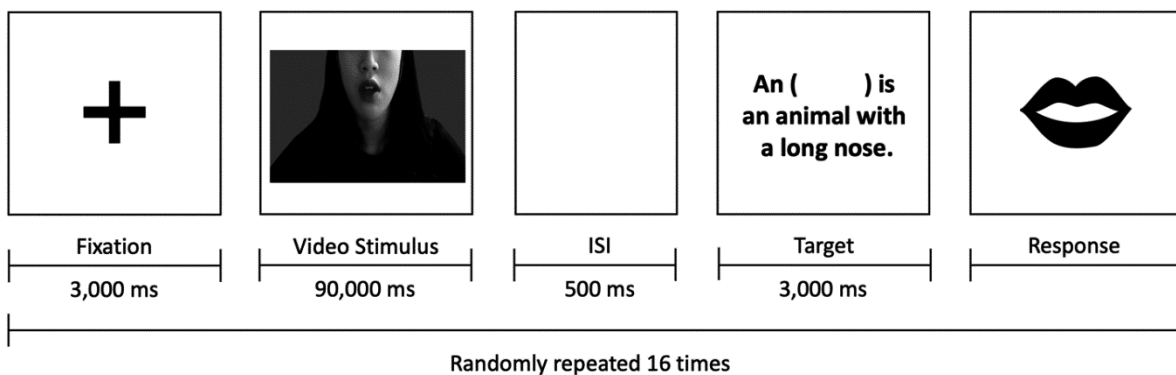 An (      ) is
an animal with
a long nose.
Fixation
Video Stimulus
ISI
Target
Response
3,000 ms
90,000 ms
500 ms
3,000 ms
Randomly repeated 16 times